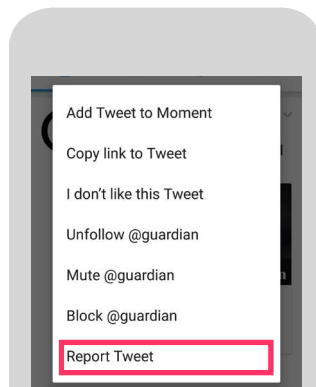 Add Tweet to Moment
Copy link to Tweet
I don't like this Tweet
Unfollow @guardian
Mute @guardian
Block @guardian
Report Tweet